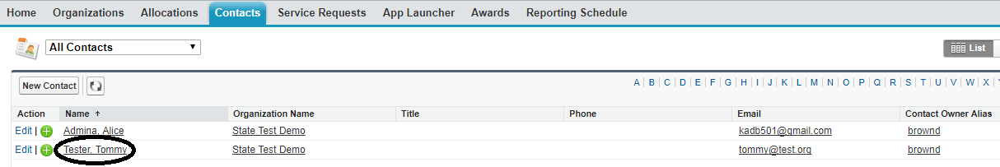 Home Organizations Allocations Contacts Service Requests App Launcher Awards Reporting Schedule
All Contacts
List
New Contact
A | B | C | D | E | F | G | H | I | J | K | L | M | N | O | P | Q | R | S | T | U | V | W | X
Action Name Organization Name Title Phone Email Contact Owner Alias
Edit | Admina, Alice State Test Demo kadb501@gmail.com brownd
Edit | Tester, Tommy State Test Demo tommy@test.org brownd